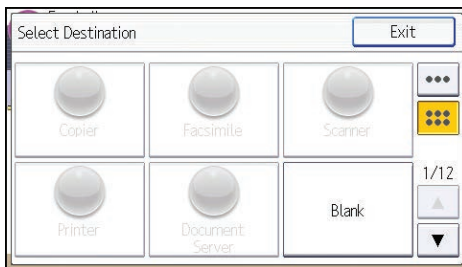 Select Destination
Exit
Copier
Facsimile
Scanner
1/12
Printer
Document
Server
Blank